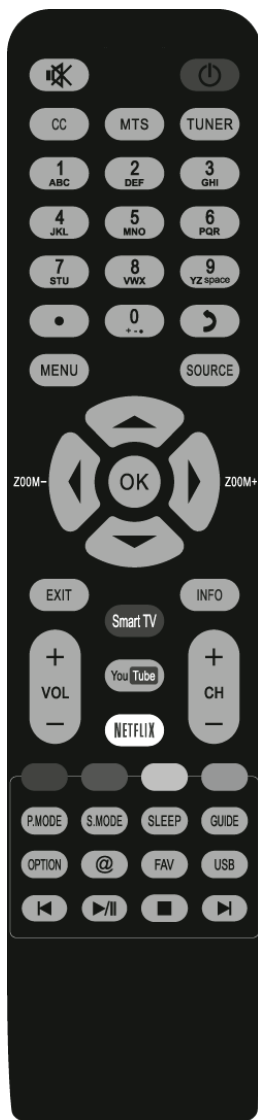 CC MTS TUNER
1 2 3
ABC DEF GHI
4 5 6
JKL MNO PQR
7 8 9
STU VWX YZ space
0
+ - *
MENU SOURCE
ZOOM− OK ZOOM+
EXIT INFO
Smart TV
+ +
YouTube
VOL CH
− −
NETFLIX
P.MODE S.MODE SLEEP GUIDE
OPTION @ FAV USB